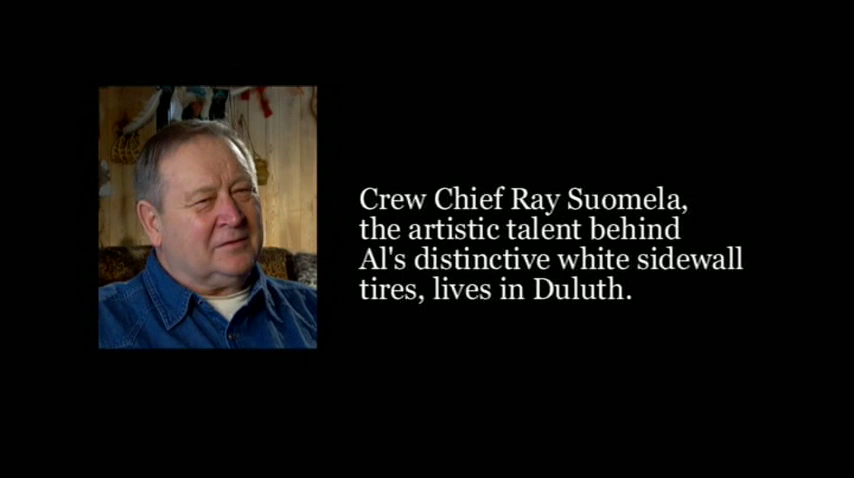 Crew Chief Ray Suomela,
the artistic talent behind
Al's distinctive white sidewall
tires, lives in Duluth.